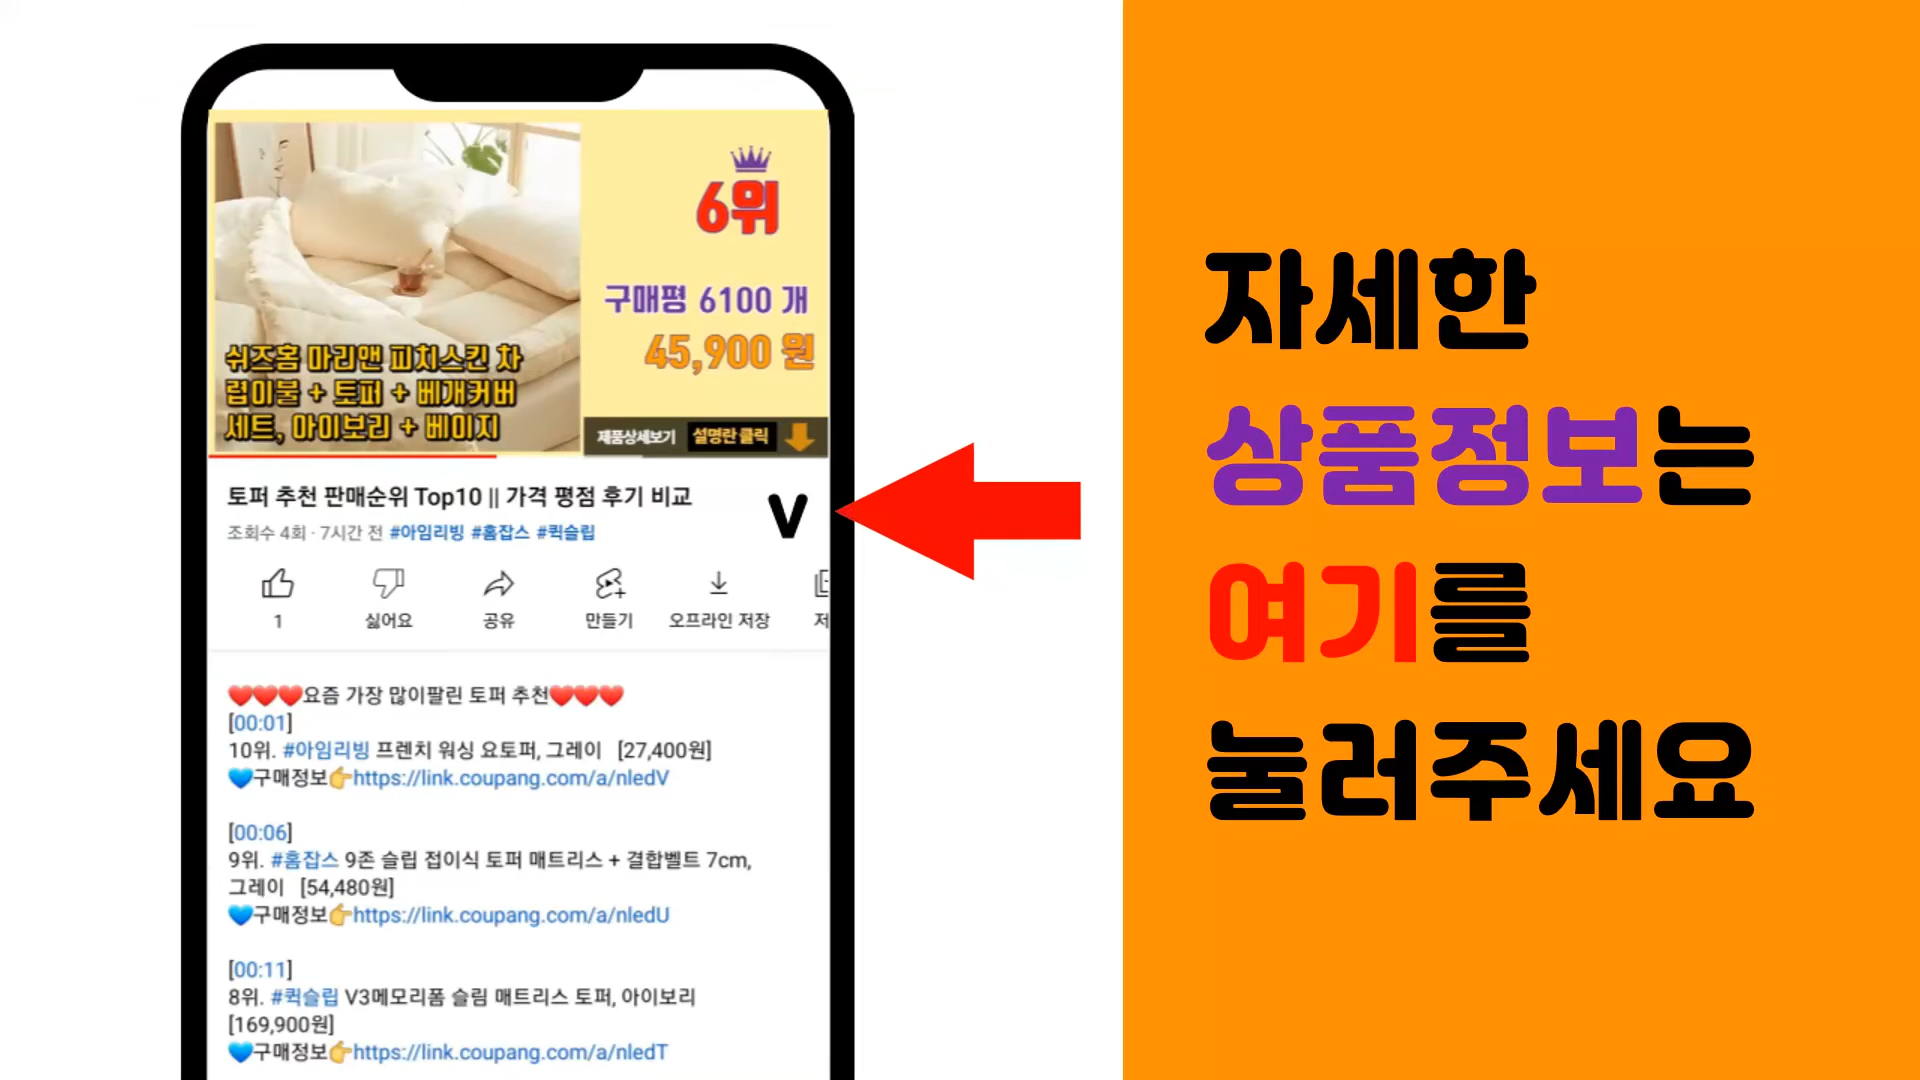 6위
구매평 6100 개
45,900 원
쉬즈홈 마리앤 피치스킨 차
렵이불 + 토퍼 + 베개커버
세트, 아이보리 + 베이지
제품상세보기 설명란 클릭
토퍼 추천 판매순위 Top10 || 가격 평점 후기 비교
V
조회수 4회 · 7시간 전 #아임리빙 #홈잡스 #퀵슬립
1 싫어요 공유 만들기 오프라인 저장 저
❤️❤️❤️요즘 가장 많이팔린 토퍼 추천❤️❤️❤️
[00:01]
10위. #아임리빙 프렌치 워싱 요토퍼, 그레이 [27,400원]
💙구매정보👉https://link.coupang.com/a/nledV
[00:06]
9위. #홈잡스 9존 슬립 접이식 토퍼 매트리스 + 결합벨트 7cm,
그레이 [54,480원]
💙구매정보👉https://link.coupang.com/a/nledU
[00:11]
8위. #퀵슬립 V3메모리폼 슬림 매트리스 토퍼, 아이보리
[169,900원]
💙구매정보👉https://link.coupang.com/a/nledT
자세한
상품정보는
여기를
눌러주세요